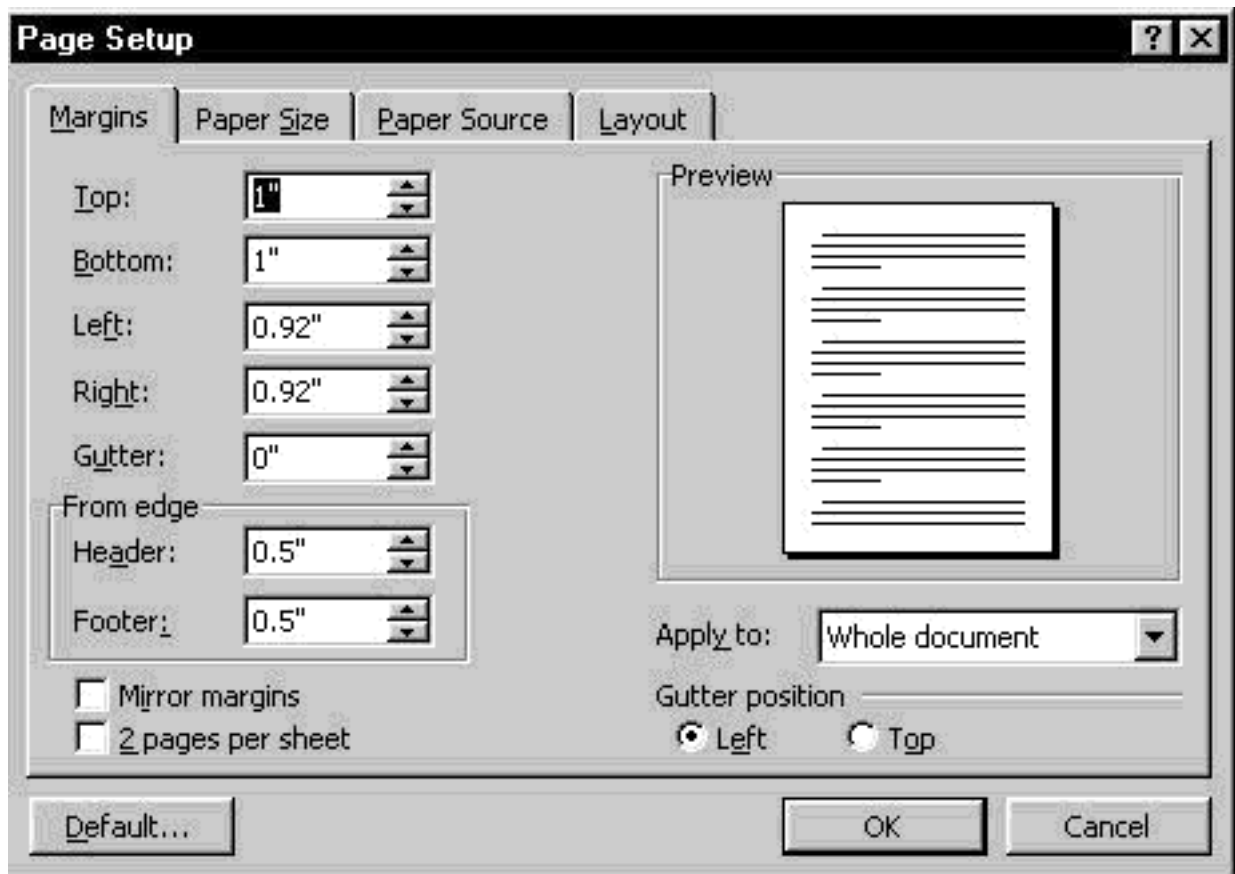 Page Setup
Margins Paper Size Paper Source Layout
Top: 1"
Bottom: 1"
Left: 0.92"
Right: 0.92"
Gutter: 0"
From edge
Header: 0.5"
Footer: 0.5"
Mirror margins
2 pages per sheet
Preview
Apply to: Whole document
Gutter position
Left Top
Default... OK Cancel